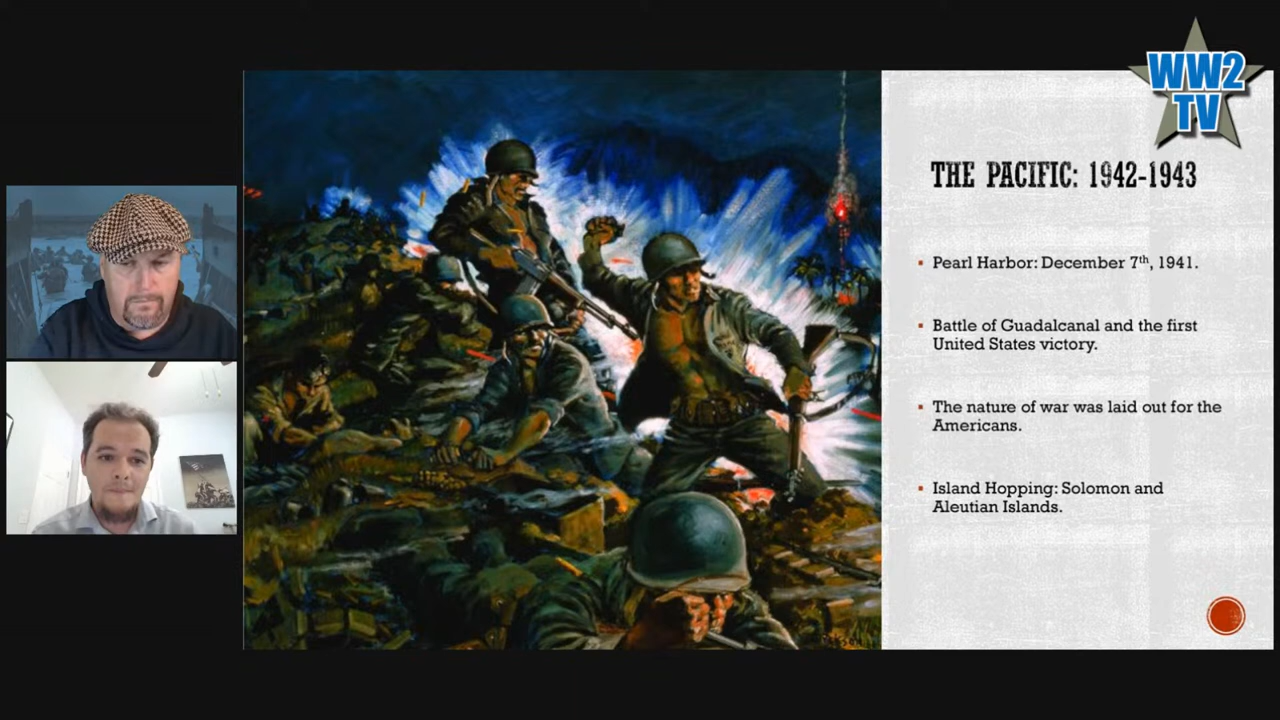 WW2
TV
THE PACIFIC: 1942-1943
Pearl Harbor: December 7th, 1941.
Battle of Guadalcanal and the first
United States victory.
The nature of war was laid out for the
Americans.
Island Hopping: Solomon and
Aleutian Islands.